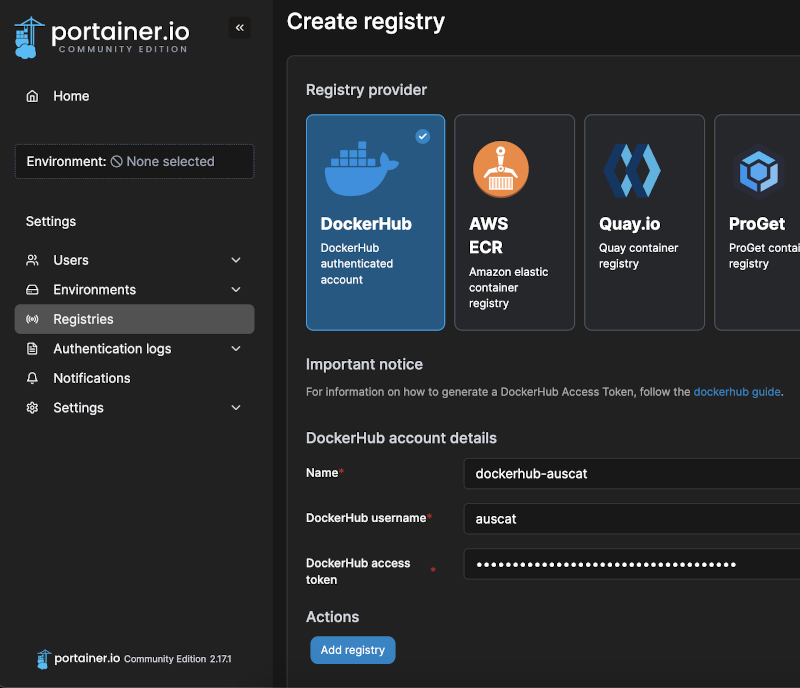 portainer.io
COMMUNITY EDITION
«
Home
Environment: None selected
Settings
Users
Environments
Registries
Authentication logs
Notifications
Settings
portainer.io Community Edition 2.17.1
Create registry
Registry provider
DockerHub
DockerHub
authenticated
account
AWS
ECR
Amazon elastic
container
registry
Quay.io
Quay container
registry
ProGet
ProGet contai
registry
Important notice
For information on how to generate a DockerHub Access Token, follow the dockerhub guide.
DockerHub account details
Name* dockerhub-auscat
DockerHub username* auscat
DockerHub access
token * ••••••••••••••••••••••••••••••••••••
Actions
Add registry